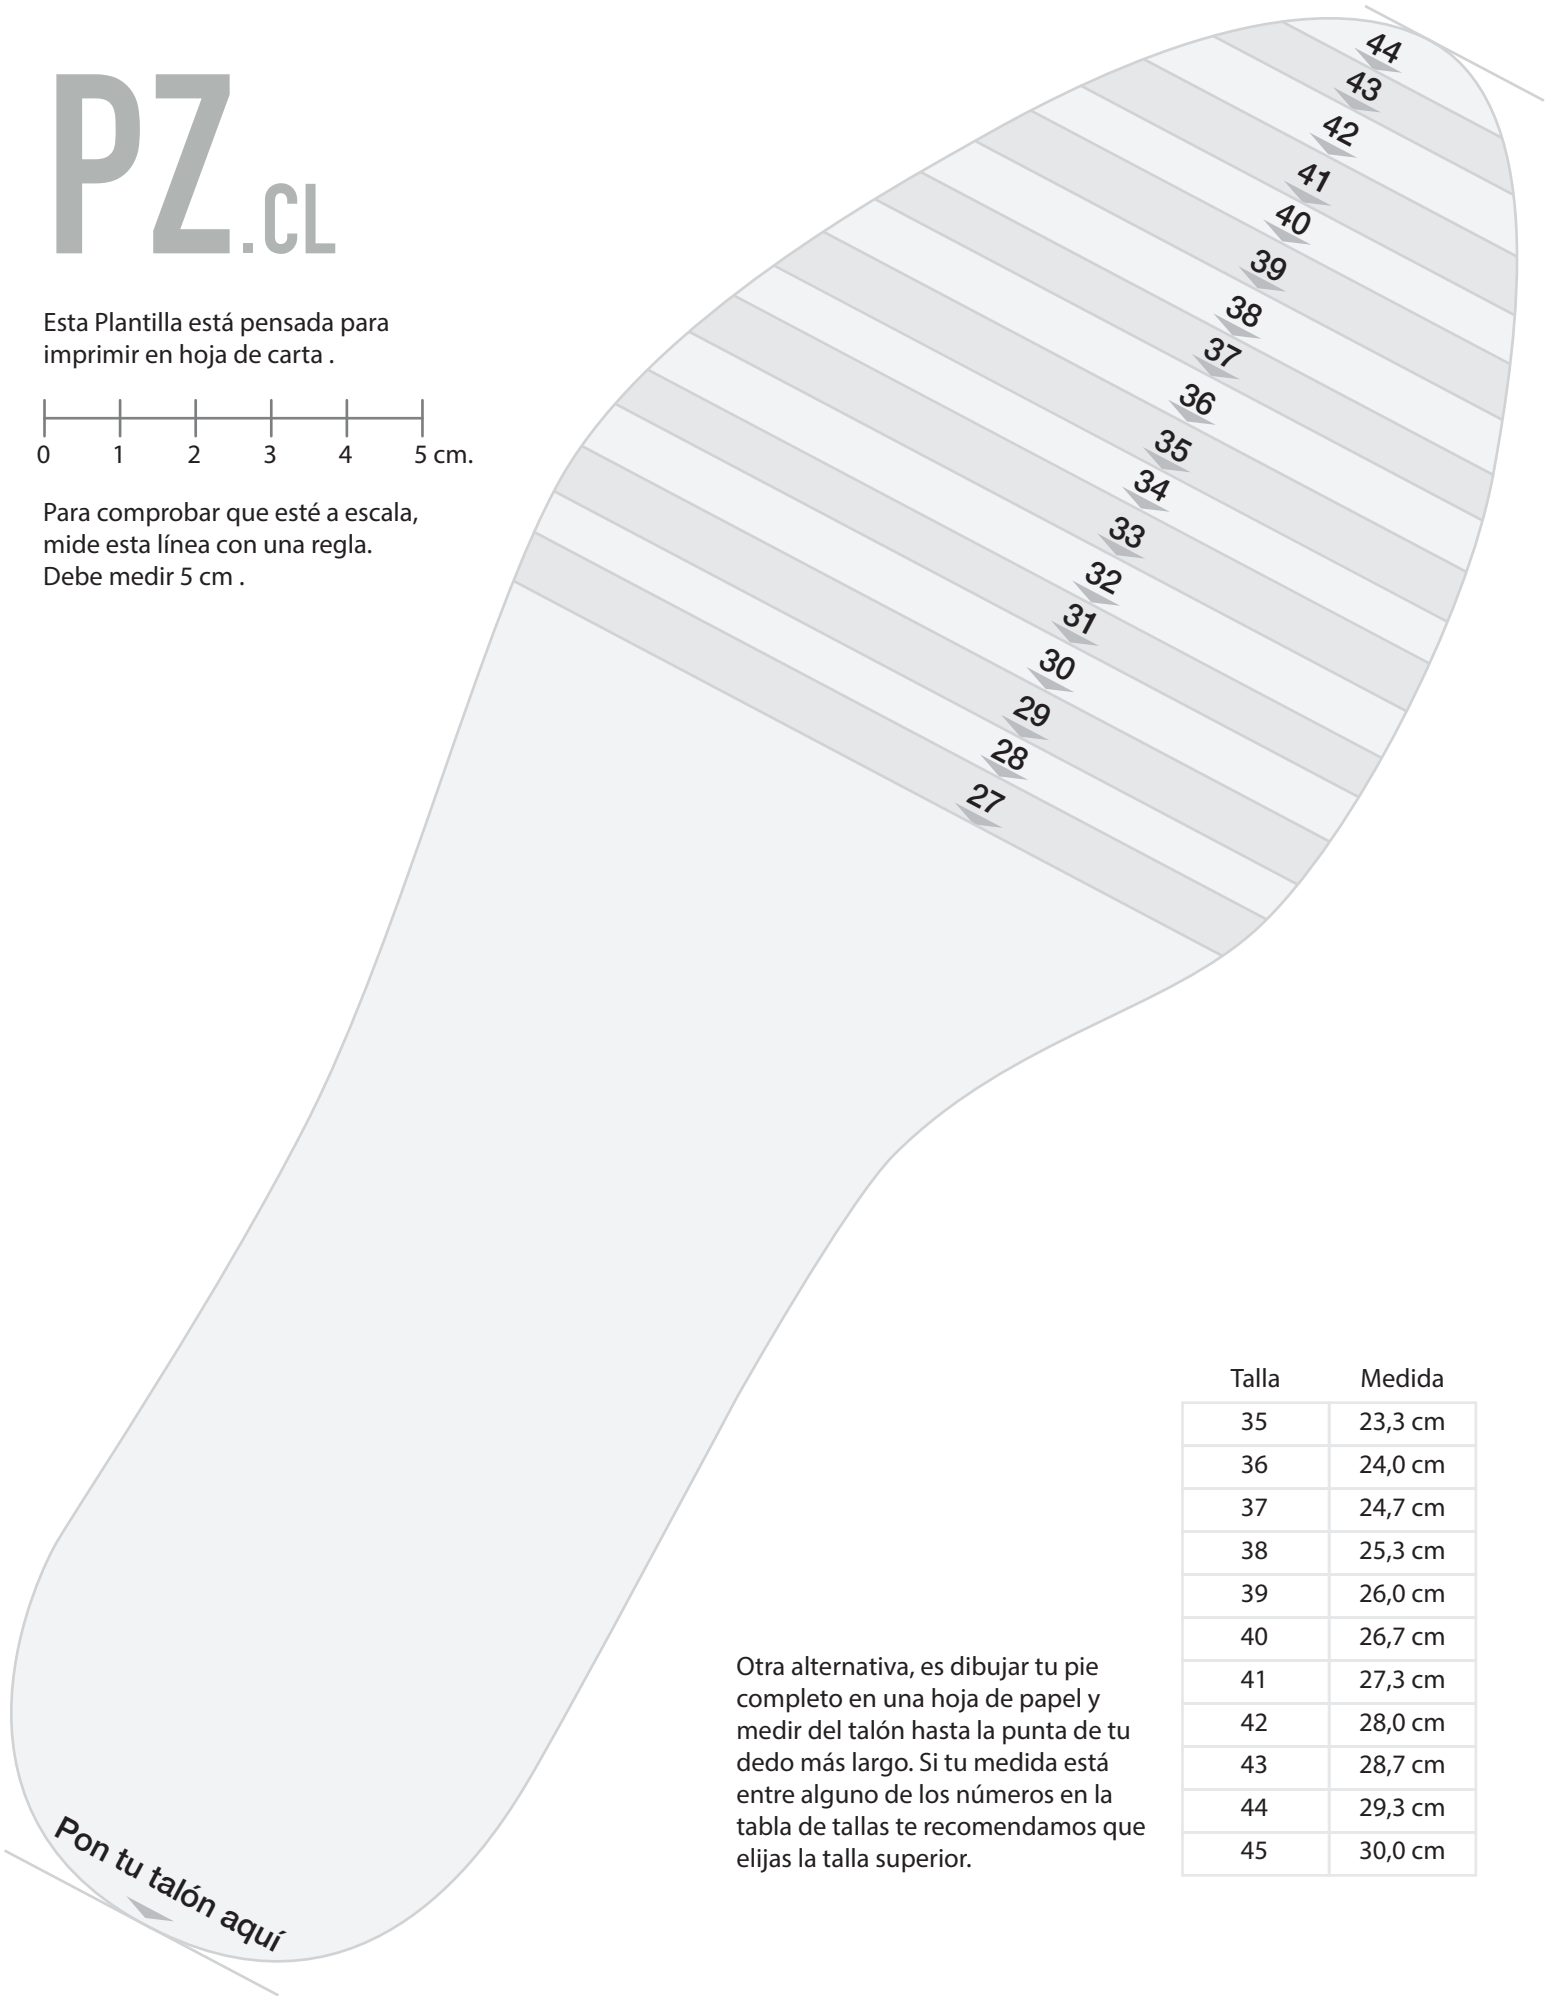 PZ.CL
Esta Plantilla está pensada para
imprimir en hoja de carta .
0 1 2 3 4 5 cm.
Para comprobar que esté a escala,
mide esta línea con una regla.
Debe medir 5 cm .
44
43
42
41
40
39
38
37
36
35
34
33
32
31
30
29
28
27
Pon tu talón aquí
Otra alternativa, es dibujar tu pie
completo en una hoja de papel y
medir del talón hasta la punta de tu
dedo más largo. Si tu medida está
entre alguno de los números en la
tabla de tallas te recomendamos que
elijas la talla superior.
Talla Medida
35 23,3 cm
36 24,0 cm
37 24,7 cm
38 25,3 cm
39 26,0 cm
40 26,7 cm
41 27,3 cm
42 28,0 cm
43 28,7 cm
44 29,3 cm
45 30,0 cm